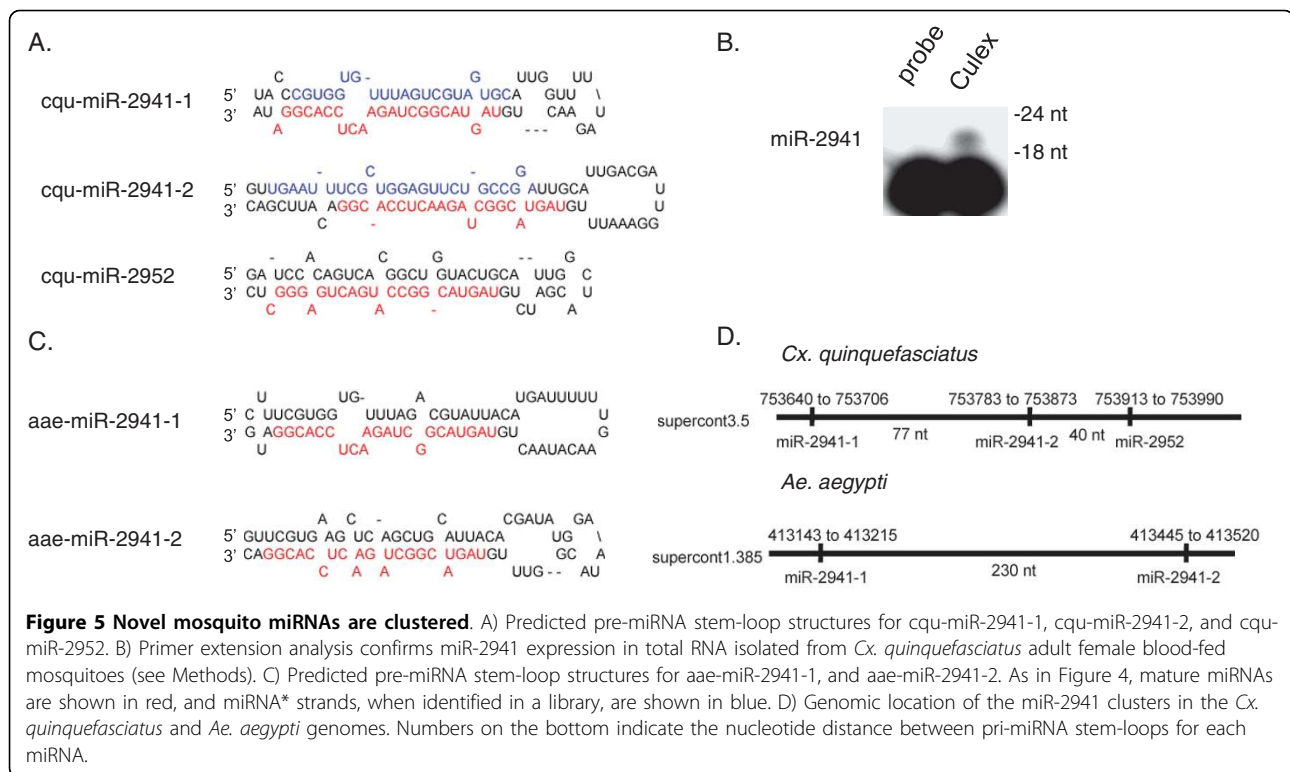 A.
cqu-miR-2941-1
C UG - G UUG UU
5' UA CCGUGG UUUAGUCGUA UGCA GUU \
3' AU GGCACC AGAUCGGCAU AUGU CAA U
A UCA G --- GA
cqu-miR-2941-2
- C - G UUGACGA
5' GUUUGAAU UUCG UGGAGUUCU GCCG AUUGCA U
3' CAGCUUA AAGGC ACCUCAAGA CGGC UGAUGU U
C - U A UUAAAGG
cqu-miR-2952
- A C G -- G
5' GA UCC CAGUCA GGCU GUACUGCA UUG C
3' CU GGG GUCAGU CCGG CAUGAUGU AGC U
C A A - CU A
B.
probe Culex
miR-2941
-24 nt
-18 nt
C.
aae-miR-2941-1
U UG- A UGAUUUUU
5' C UUCGUGG UUUAG CGUAUUACA U
3' G AGGCACC AGAUC GCAUGAUGU G
U UCA G CAAUACAA
aae-miR-2941-2
A C - C CGAUA GA
5' GUUCGUG AG UC AGCUG AUUACA UG \
3' CAGGCAC UC AG UCGGC UGAUGU GC A
C A A A UUG-- AU
D.
Cx. quinquefasciatus
753640 to 753706 753783 to 753873 753913 to 753990
supercont3.5
miR-2941-1 77 nt miR-2941-2 40 nt miR-2952
Ae. aegypti
413143 to 413215 413445 to 413520
supercont1.385
miR-2941-1 230 nt miR-2941-2
Figure 5 Novel mosquito miRNAs are clustered. A) Predicted pre-miRNA stem-loop structures for cqu-miR-2941-1, cqu-miR-2941-2, and cqu-
miR-2952. B) Primer extension analysis confirms miR-2941 expression in total RNA isolated from Cx. quinquefasciatus adult female blood-fed
mosquitoes (see Methods). C) Predicted pre-miRNA stem-loop structures for aae-miR-2941-1, and aae-miR-2941-2. As in Figure 4, mature miRNAs
are shown in red, and miRNA* strands, when identified in a library, are shown in blue. D) Genomic location of the miR-2941 clusters in the Cx.
quinquefasciatus and Ae. aegypti genomes. Numbers on the bottom indicate the nucleotide distance between pri-miRNA stem-loops for each
miRNA.